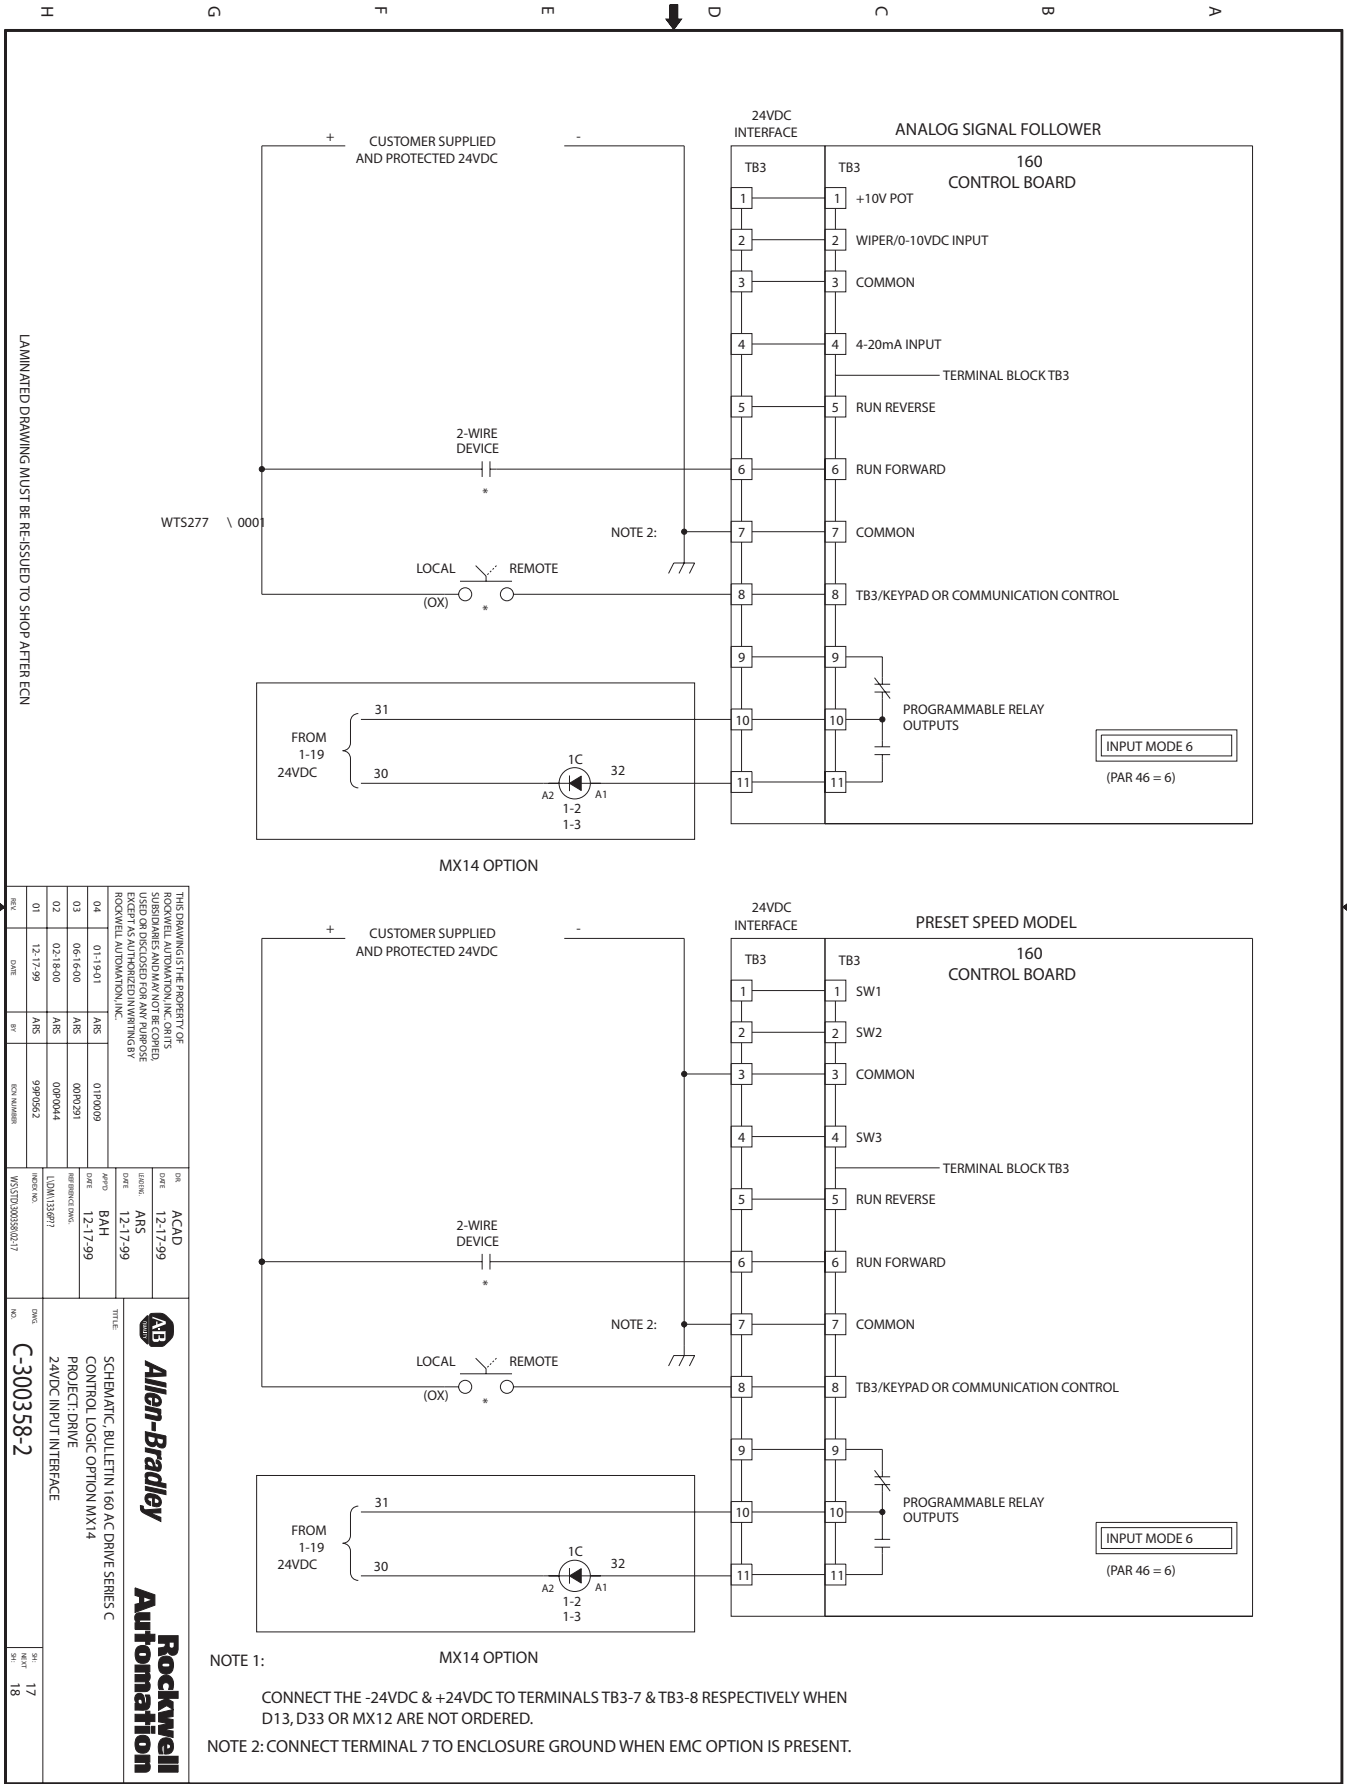 H G F E D C B A
LAMINATED DRAWING MUST BE RE-ISSUED TO SHOP AFTER ECN
24VDC
INTERFACE
ANALOG SIGNAL FOLLOWER
+ CUSTOMER SUPPLIED -
AND PROTECTED 24VDC
TB3 TB3
160
CONTROL BOARD
1 1 +10V POT
2 2 WIPER/0-10VDC INPUT
3 3 COMMON
4 4 4-20mA INPUT
TERMINAL BLOCK TB3
5 5 RUN REVERSE
2-WIRE
DEVICE
*
6 6 RUN FORWARD
WTS277 \ 0001
NOTE 2: 7 7 COMMON
LOCAL REMOTE
(OX) *
8 8 TB3/KEYPAD OR COMMUNICATION CONTROL
9 9
31 10 10
PROGRAMMABLE RELAY
OUTPUTS
FROM
1-19
24VDC
30 1C 32 11 11
A2 A1
1-2
1-3
INPUT MODE 6
(PAR 46 = 6)
MX14 OPTION
24VDC
INTERFACE
PRESET SPEED MODEL
+ CUSTOMER SUPPLIED -
AND PROTECTED 24VDC
TB3 TB3
160
CONTROL BOARD
1 1 SW1
2 2 SW2
3 3 COMMON
4 4 SW3
TERMINAL BLOCK TB3
5 5 RUN REVERSE
2-WIRE
DEVICE
*
6 6 RUN FORWARD
NOTE 2: 7 7 COMMON
LOCAL REMOTE
(OX) *
8 8 TB3/KEYPAD OR COMMUNICATION CONTROL
9 9
31 10 10
PROGRAMMABLE RELAY
OUTPUTS
FROM
1-19
24VDC
30 1C 32 11 11
A2 A1
1-2
1-3
INPUT MODE 6
(PAR 46 = 6)
MX14 OPTION
NOTE 1:
CONNECT THE -24VDC & +24VDC TO TERMINALS TB3-7 & TB3-8 RESPECTIVELY WHEN
D13, D33 OR MX12 ARE NOT ORDERED.
NOTE 2: CONNECT TERMINAL 7 TO ENCLOSURE GROUND WHEN EMC OPTION IS PRESENT.
THIS DRAWING IS THE PROPERTY OF
ROCKWELL AUTOMATION, INC. OR ITS
SUBSIDIARIES AND MAY NOT BE COPIED,
USED OR DISCLOSED FOR ANY PURPOSE
EXCEPT AS AUTHORIZED IN WRITING BY
ROCKWELL AUTOMATION, INC.
04 01-19-01 ARS 01P0009
03 06-16-00 ARS 00P0291
02 02-18-00 ARS 00P0044
01 12-17-99 ARS 99P0562
REV. DATE BY ECN NUMBER
DR. ACAD
DATE 12-17-99
LEADENG. ARS
DATE 12-17-99
APP'D BAH
DATE 12-17-99
REFERENCE DWG.
L\DM\1336P??
INDEX NO.
WS\STD\300358\02-17
A-B QUALITY Allen-Bradley
Rockwell
Automation
TITLE:
SCHEMATIC, BULLETIN 160 AC DRIVE SERIES C
CONTROL LOGIC OPTION MX14
PROJECT: DRIVE
24VDC INPUT INTERFACE
DWG. NO. C-300358-2
SH: 17
NEXT SH: 18